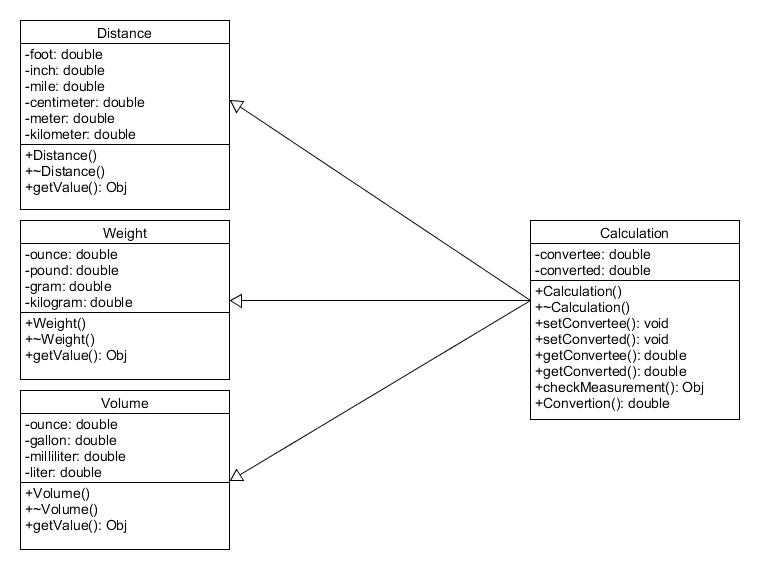 Distance
-foot: double
-inch: double
-mile: double
-centimeter: double
-meter: double
-kilometer: double
+Distance()
+~Distance()
+getValue(): Obj
Weight
-ounce: double
-pound: double
-gram: double
-kilogram: double
+Weight()
+~Weight()
+getValue(): Obj
Volume
-ounce: double
-gallon: double
-milliliter: double
-liter: double
+Volume()
+~Volume()
+getValue(): Obj
Calculation
-convertee: double
-converted: double
+Calculation()
+~Calculation()
+setConvertee(): void
+setConverted(): void
+getConvertee(): double
+getConverted(): double
+checkMeasurement(): Obj
+Convertion(): double